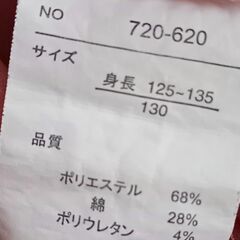 NO 720-620
サイズ
身長 125~135
130
品質
ポリエステル 68%
綿 28%
ポリウレタン 4%